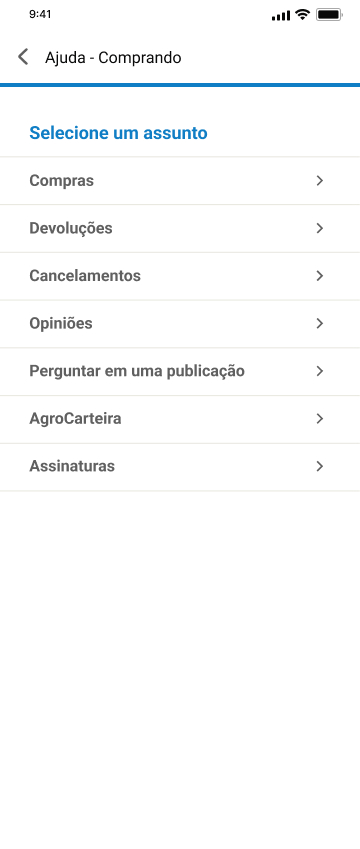 9:41
Ajuda - Comprando
Selecione um assunto
Compras
Devoluções
Cancelamentos
Opiniões
Perguntar em uma publicação
AgroCarteira
Assinaturas